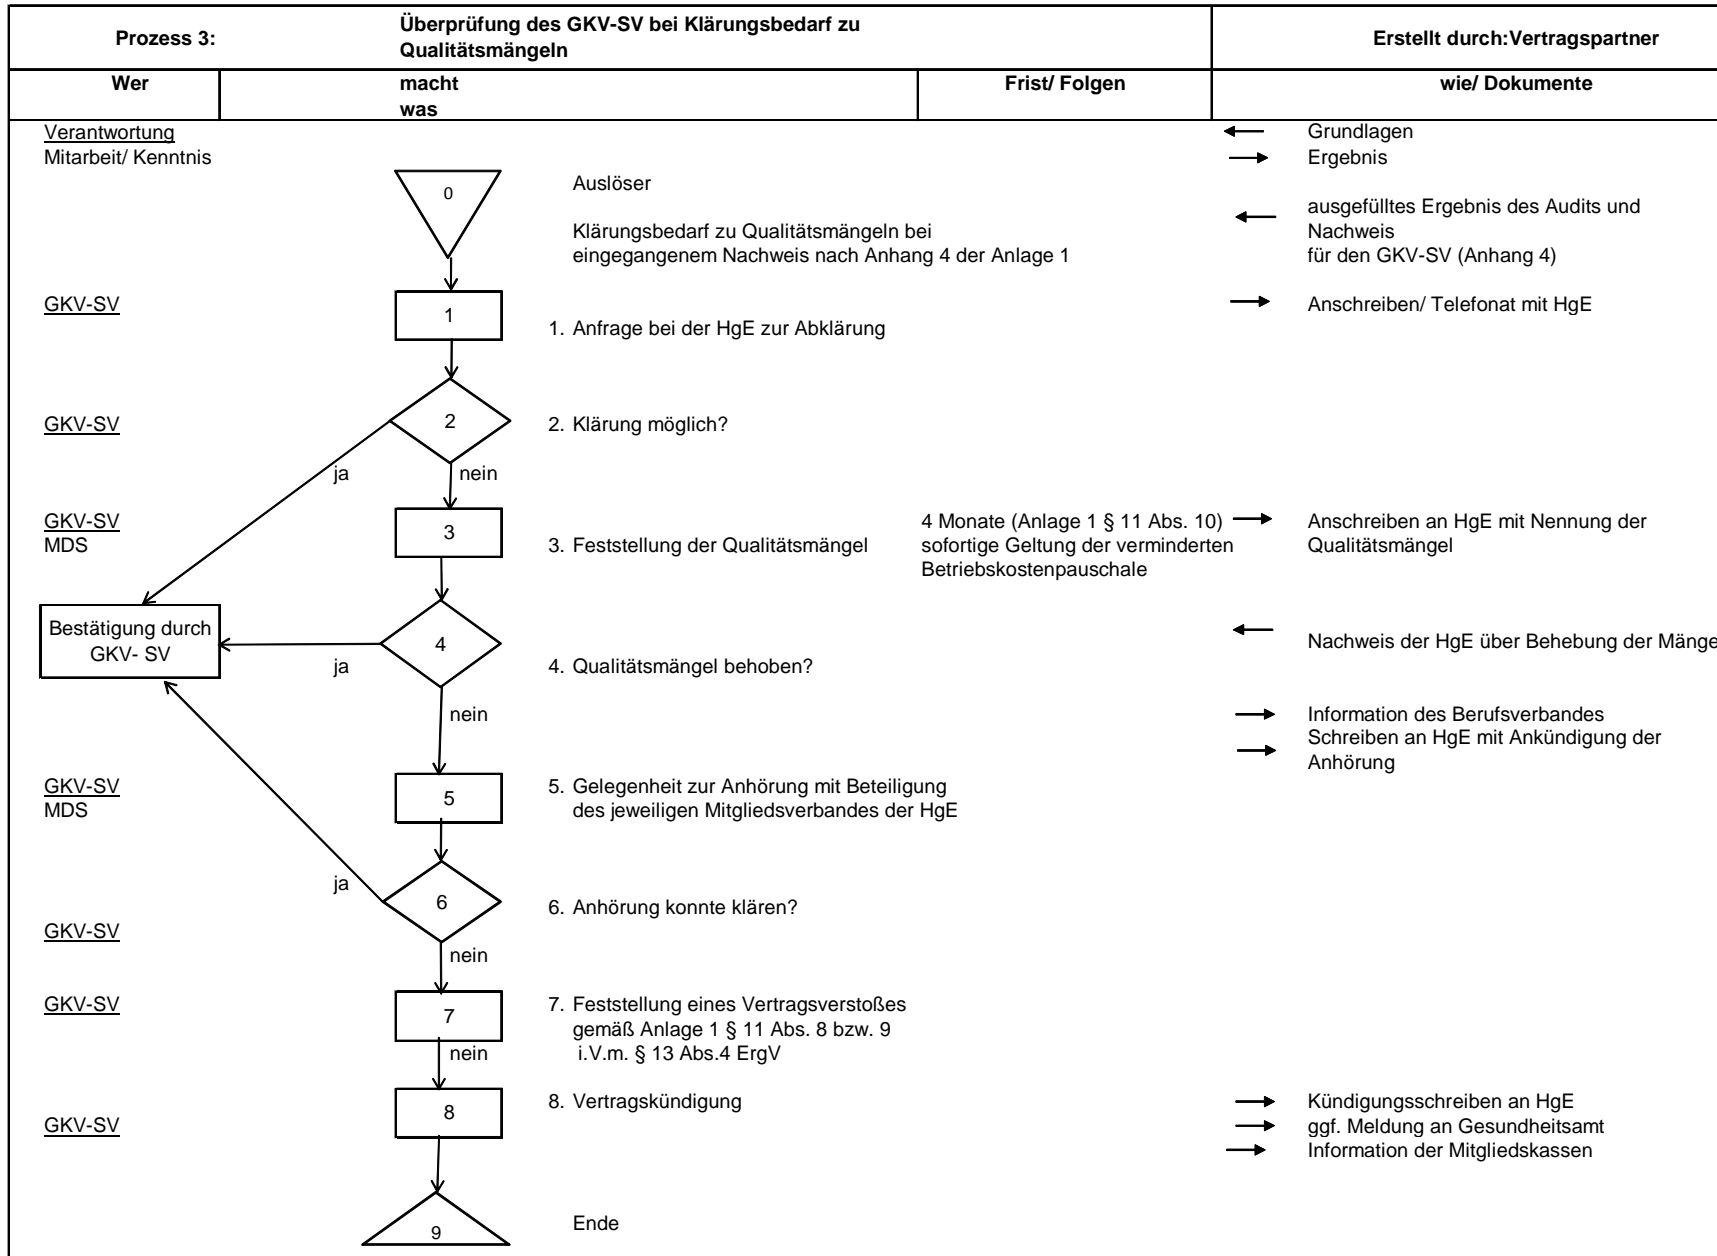 Prozess 3:
Überprüfung des GKV-SV bei Klärungsbedarf zu
Qualitätsmängeln
Erstellt durch:Vertragspartner
Wer
macht
was
Frist/ Folgen
wie/ Dokumente
Verantwortung
Mitarbeit/ Kenntnis
Grundlagen
Ergebnis
0
Auslöser
Klärungsbedarf zu Qualitätsmängeln bei
eingegangenem Nachweis nach Anhang 4 der Anlage 1
ausgefülltes Ergebnis des Audits und
Nachweis
für den GKV-SV (Anhang 4)
GKV-SV
1
1. Anfrage bei der HgE zur Abklärung
Anschreiben/ Telefonat mit HgE
GKV-SV
2
2. Klärung möglich?
ja
nein
GKV-SV
MDS
3
3. Feststellung der Qualitätsmängel
4 Monate (Anlage 1 § 11 Abs. 10)
sofortige Geltung der verminderten
Betriebskostenpauschale
Anschreiben an HgE mit Nennung der
Qualitätsmängel
Bestätigung durch
GKV- SV
4
ja
4. Qualitätsmängel behoben?
Nachweis der HgE über Behebung der Mänge
nein
Information des Berufsverbandes
Schreiben an HgE mit Ankündigung der
Anhörung
GKV-SV
MDS
5
5. Gelegenheit zur Anhörung mit Beteiligung
des jeweiligen Mitgliedsverbandes der HgE
ja
6
6. Anhörung konnte klären?
GKV-SV
nein
GKV-SV
7
7. Feststellung eines Vertragsverstoßes
gemäß Anlage 1 § 11 Abs. 8 bzw. 9
i.V.m. § 13 Abs.4 ErgV
nein
8
8. Vertragskündigung
GKV-SV
Kündigungsschreiben an HgE
ggf. Meldung an Gesundheitsamt
Information der Mitgliedskassen
9
Ende